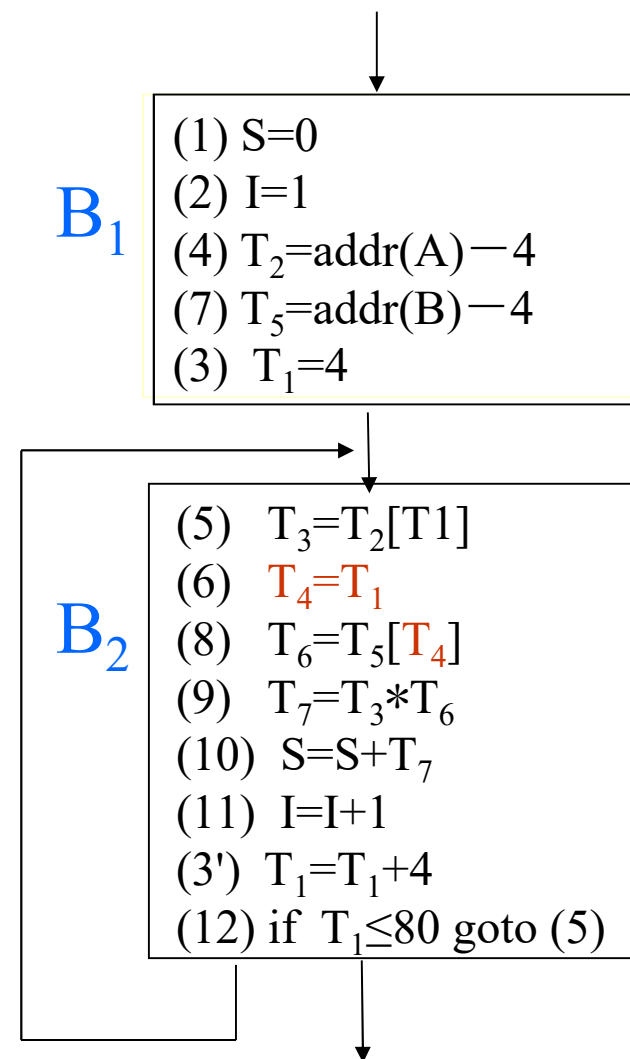 B₁
(1) S=0
(2) I=1
(4) T₂=addr(A)－4
(7) T₅=addr(B)－4
(3) T₁=4
B₂
(5) T₃=T₂[T1]
(6) T₄=T₁
(8) T₆=T₅[T₄]
(9) T₇=T₃*T₆
(10) S=S+T₇
(11) I=I+1
(3') T₁=T₁+4
(12) if T₁≤80 goto (5)